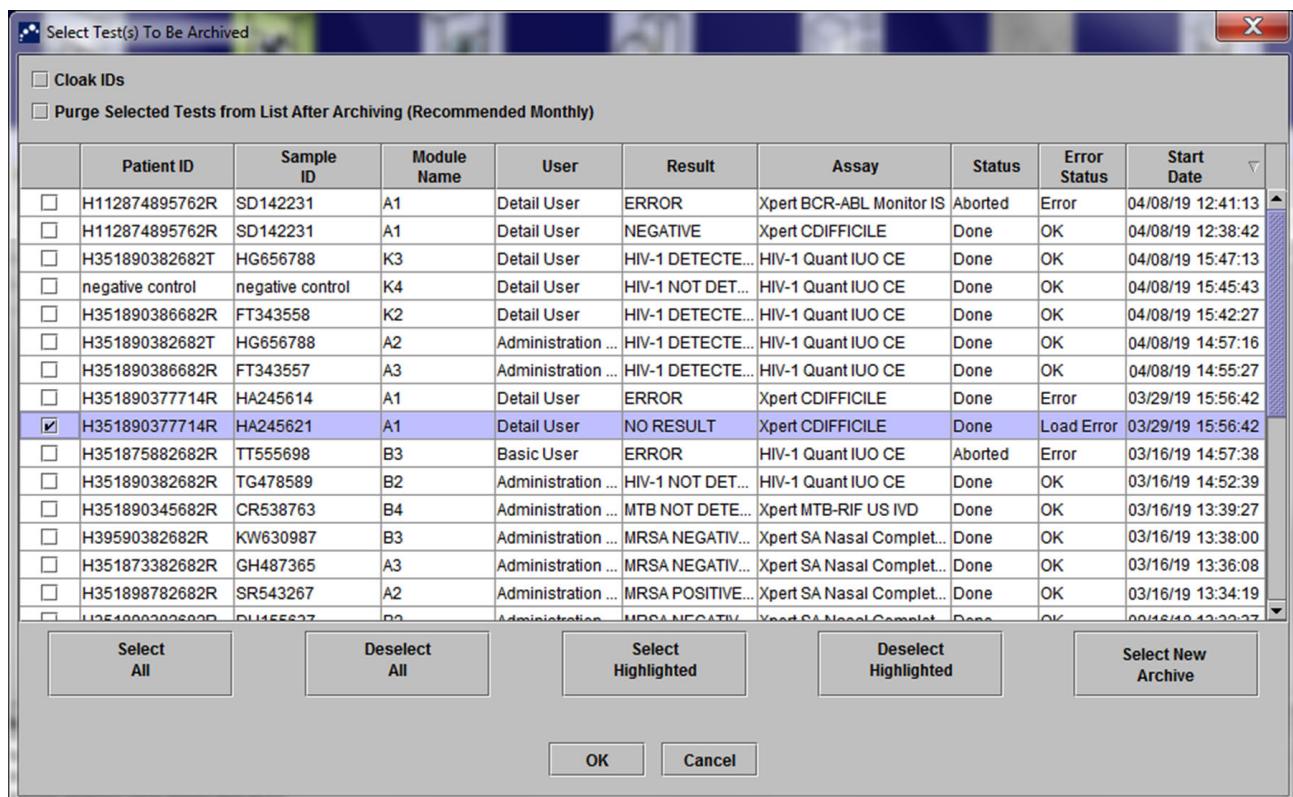 Select Test(s) To Be Archived
Cloak IDs
Purge Selected Tests from List After Archiving (Recommended Monthly)
Patient ID Sample ID Module Name User Result Assay Status Error Status Start Date
H112874895762R SD142231 A1 Detail User ERROR Xpert BCR-ABL Monitor IS Aborted Error 04/08/19 12:41:13
H112874895762R SD142231 A1 Detail User NEGATIVE Xpert CDIFFICILE Done OK 04/08/19 12:38:42
H351890382682T HG656788 K3 Detail User HIV-1 DETECTE... HIV-1 Quant IUO CE Done OK 04/08/19 15:47:13
negative control negative control K4 Detail User HIV-1 NOT DET... HIV-1 Quant IUO CE Done OK 04/08/19 15:45:43
H351890386682R FT343558 K2 Detail User HIV-1 DETECTE... HIV-1 Quant IUO CE Done OK 04/08/19 15:42:27
H351890382682T HG656788 A2 Administration ... HIV-1 DETECTE... HIV-1 Quant IUO CE Done OK 04/08/19 14:57:16
H351890386682R FT343557 A3 Administration ... HIV-1 DETECTE... HIV-1 Quant IUO CE Done OK 04/08/19 14:55:27
H351890377714R HA245614 A1 Detail User ERROR Xpert CDIFFICILE Done Error 03/29/19 15:56:42
H351890377714R HA245621 A1 Detail User NO RESULT Xpert CDIFFICILE Done Load Error 03/29/19 15:56:42
H351875882682R TT555698 B3 Basic User ERROR HIV-1 Quant IUO CE Aborted Error 03/16/19 14:57:38
H351890382682R TG478589 B2 Administration ... HIV-1 NOT DET... HIV-1 Quant IUO CE Done OK 03/16/19 14:52:39
H351890345682R CR538763 B4 Administration ... MTB NOT DETE... Xpert MTB-RIF US IVD Done OK 03/16/19 13:39:27
H39590382682R KW630987 B3 Administration ... MRSA NEGATIV... Xpert SA Nasal Complet... Done OK 03/16/19 13:38:00
H351873382682R GH487365 A3 Administration ... MRSA NEGATIV... Xpert SA Nasal Complet... Done OK 03/16/19 13:36:08
H351898782682R SR543267 A2 Administration ... MRSA POSITIVE... Xpert SA Nasal Complet... Done OK 03/16/19 13:34:19
Select All Deselect All Select Highlighted Deselect Highlighted Select New Archive
OK Cancel